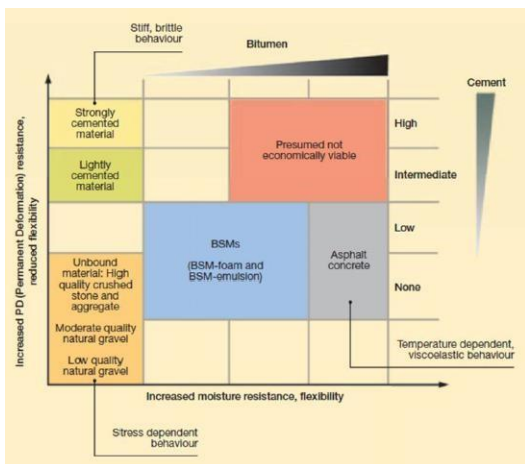 Stiff, brittle
behaviour
Bitumen
Cement
Increased PD (Permanent Deformation) resistance,
reduced flexibility
Strongly
cemented
material
Lightly
cemented
material
Presumed not
economically viable
High
Intermediate
Low
None
BSMs
(BSM-foam and
BSM-emulsion)
Asphalt
concrete
Unbound
material: High
quality crushed
stone and
aggregate
Moderate quality
natural gravel
Low quality
natural gravel
Temperature dependent,
viscoelastic behaviour
Increased moisture resistance, flexibility
Stress dependent
behaviour